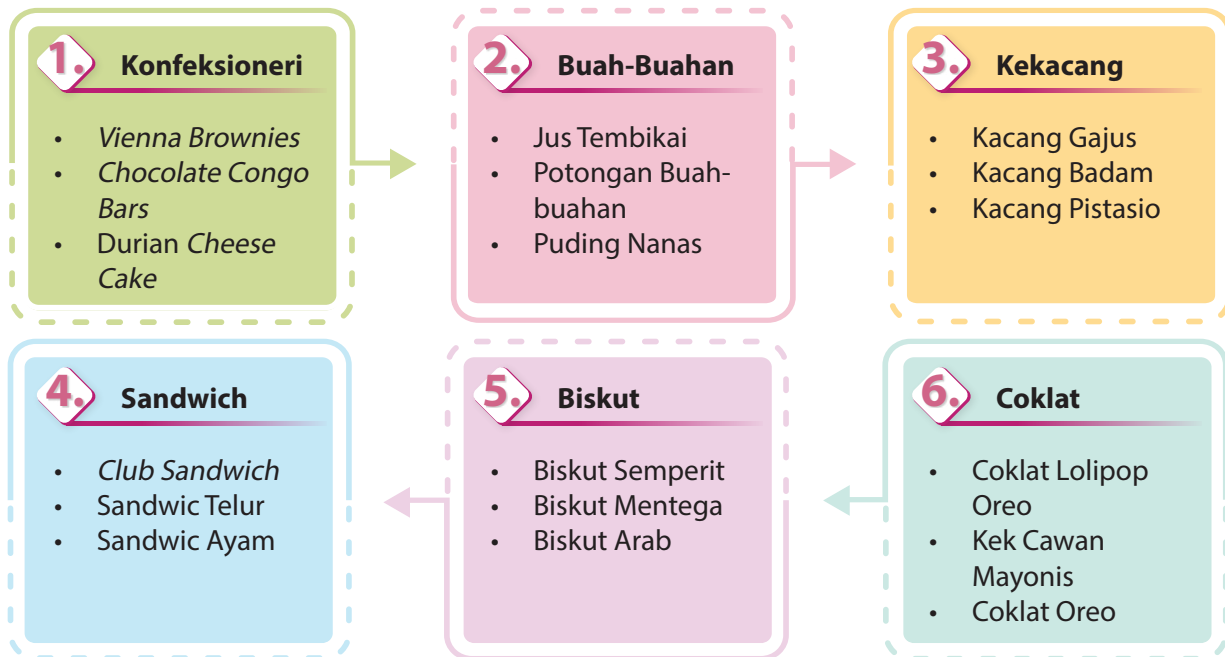 1. Konfeksioneri
• Vienna Brownies
• Chocolate Congo
Bars
• Durian Cheese
Cake
2. Buah-Buahan
• Jus Tembikai
• Potongan Buah-
buahan
• Puding Nanas
3. Kekacang
• Kacang Gajus
• Kacang Badam
• Kacang Pistasio
4. Sandwich
• Club Sandwich
• Sandwic Telur
• Sandwic Ayam
5. Biskut
• Biskut Semperit
• Biskut Mentega
• Biskut Arab
6. Coklat
• Coklat Lolipop
Oreo
• Kek Cawan
Mayonis
• Coklat Oreo